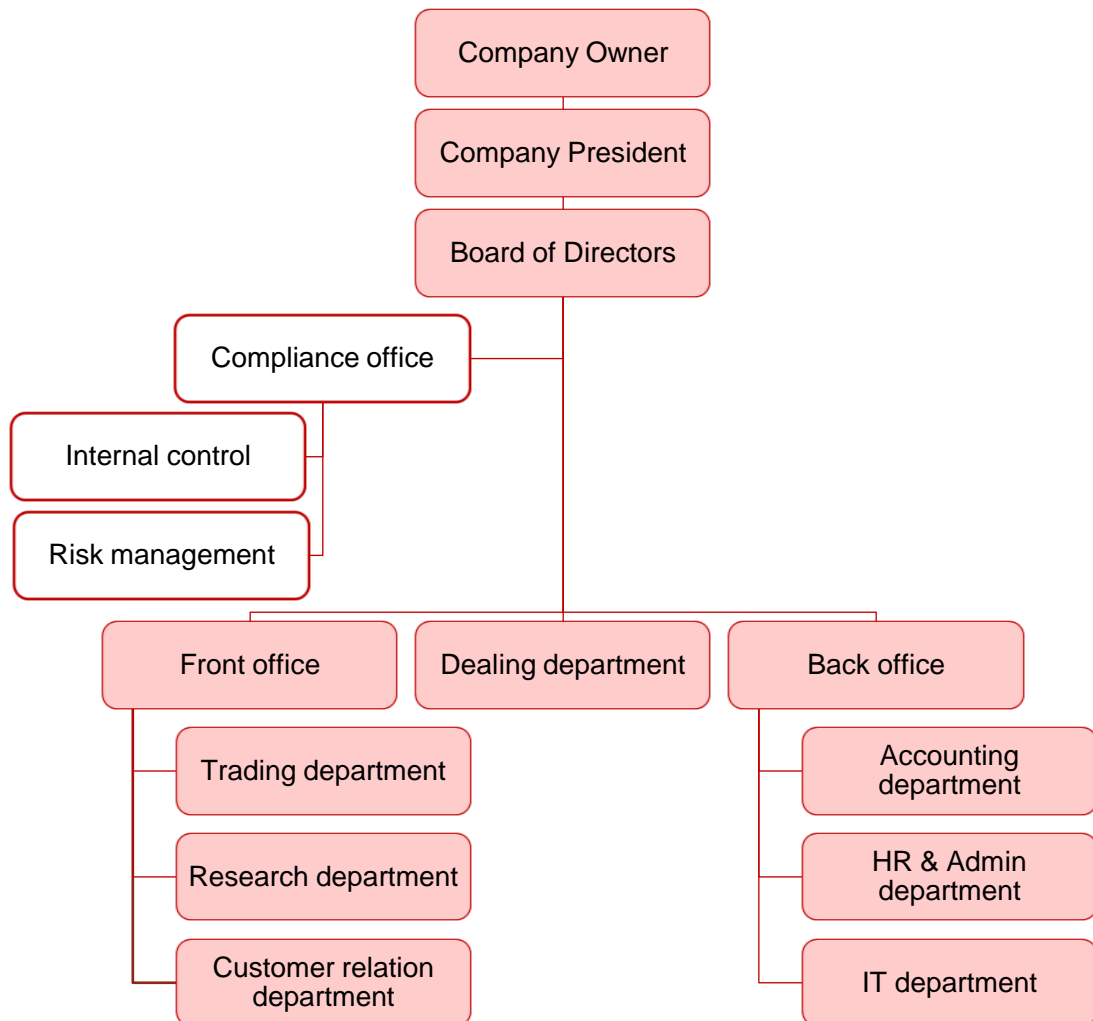 Company Owner
Company President
Board of Directors
Compliance office
Internal control
Risk management
Front office
Dealing department
Back office
Trading department
Research department
Customer relation
department
Accounting
department
HR & Admin
department
IT department